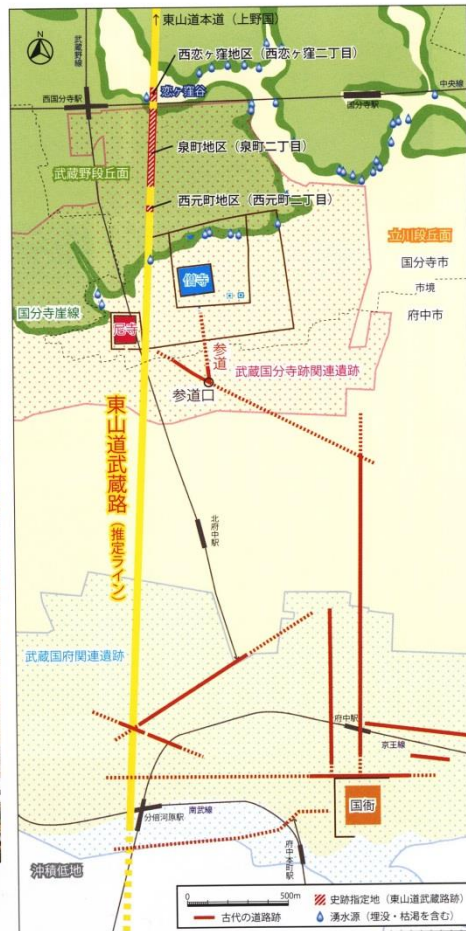 ↑東山道本道（上野国）
N
武蔵野線
西恋ヶ窪地区（西恋ヶ窪二丁目）
恋ヶ窪谷
西国分寺駅
国分寺駅
中央線
泉町地区（泉町二丁目）
武蔵野段丘面
西元町地区（西元町二丁目）
立川段丘面
僧寺
国分寺市
市境
府中市
国分寺崖線
尼寺
参道
武蔵国分寺跡関連遺跡
参道口
東山道武蔵路（推定ライン）
北府中駅
武蔵国府関連遺跡
府中駅
京王線
国衙
南武線
分倍河原駅
府中本町駅
沖積低地
0 500m
史跡指定地（東山道武蔵路跡）
古代の道路跡
湧水源（埋没・枯渇を含む）